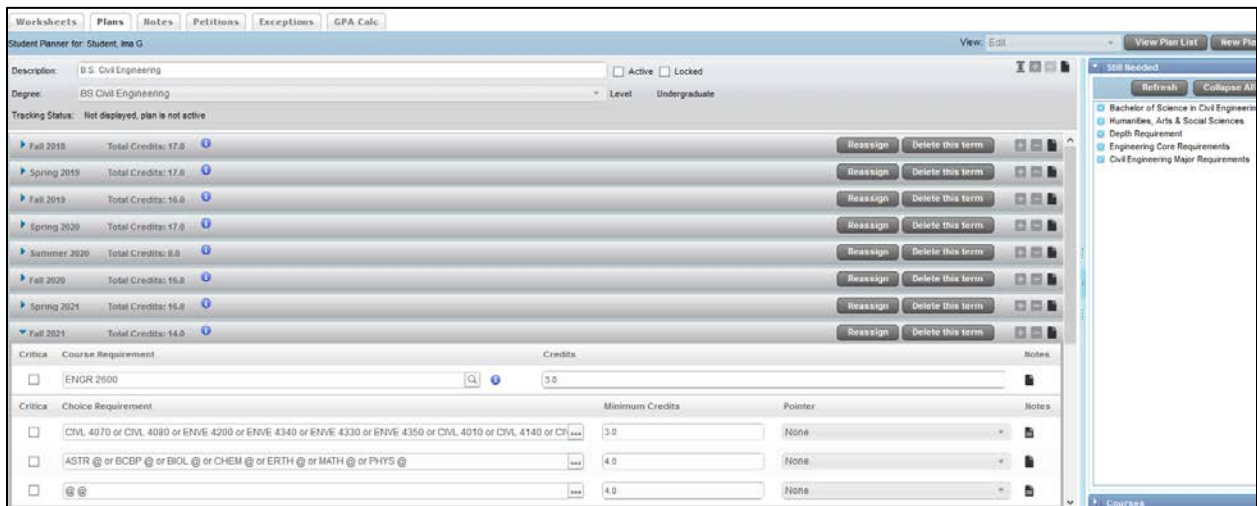 Worksheets Plans Notes Petitions Exceptions GPA Calc
Student Planner for: Student, Ima G View: Edit View Plan List New Pla
Description: B.S. Civil Engineering Active Locked
Degree: BS Civil Engineering Level Undergraduate
Tracking Status: Not displayed, plan is not active
Fall 2018 Total Credits: 17.0 Reassign Delete this term
Spring 2019 Total Credits: 17.0 Reassign Delete this term
Fall 2019 Total Credits: 16.0 Reassign Delete this term
Spring 2020 Total Credits: 17.0 Reassign Delete this term
Summer 2020 Total Credits: 0.0 Reassign Delete this term
Fall 2020 Total Credits: 16.0 Reassign Delete this term
Spring 2021 Total Credits: 16.0 Reassign Delete this term
Fall 2021 Total Credits: 14.0 Reassign Delete this term
Critica Course Requirement Credits Notes
ENGR 2600 3.0
Critica Choice Requirement Minimum Credits Pointer Notes
CIVL 4070 or CIVL 4080 or ENVE 4200 or ENVE 4340 or ENVE 4330 or ENVE 4350 or CIVL 4010 or CIVL 4140 or ... 3.0 None
ASTR @ or BCBP @ or BIOL @ or CHEM @ or ERTH @ or MATH @ or PHYS @ ... 4.0 None
@ @ ... 4.0 None
Still Needed
Refresh Collapse All
Bachelor of Science in Civil Engineerin
Humanities, Arts & Social Sciences
Depth Requirement
Engineering Core Requirements
Civil Engineering Major Requirements
Courses